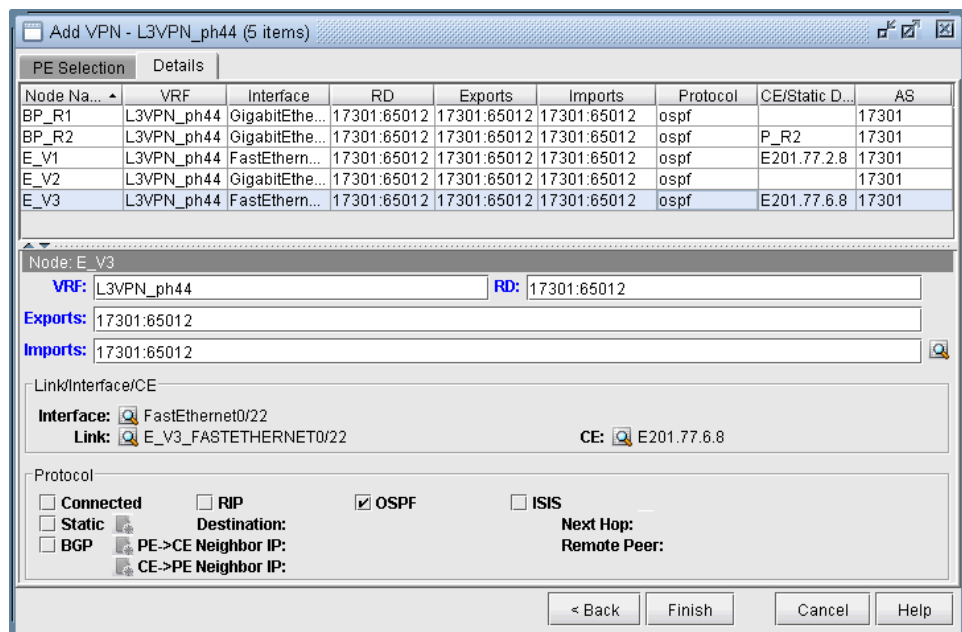 Add VPN - L3VPN_ph44 (5 items)
PE Selection Details
Node Na... VRF Interface RD Exports Imports Protocol CE/Static D... AS
BP_R1 L3VPN_ph44 GigabitEthe... 17301:65012 17301:65012 17301:65012 ospf 17301
BP_R2 L3VPN_ph44 GigabitEthe... 17301:65012 17301:65012 17301:65012 ospf P_R2 17301
E_V1 L3VPN_ph44 FastEthern... 17301:65012 17301:65012 17301:65012 ospf E201.77.2.8 17301
E_V2 L3VPN_ph44 GigabitEthe... 17301:65012 17301:65012 17301:65012 ospf 17301
E_V3 L3VPN_ph44 FastEthern... 17301:65012 17301:65012 17301:65012 ospf E201.77.6.8 17301
Node: E_V3
VRF: L3VPN_ph44 RD: 17301:65012
Exports: 17301:65012
Imports: 17301:65012
Link/Interface/CE
Interface: FastEthernet0/22
Link: E_V3_FASTETHERNET0/22 CE: E201.77.6.8
Protocol
Connected RIP OSPF ISIS
Static Destination: Next Hop:
BGP PE->CE Neighbor IP: Remote Peer:
CE->PE Neighbor IP:
< Back Finish Cancel Help